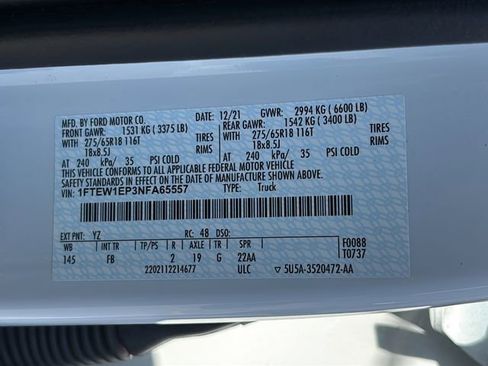 MFD. BY FORD MOTOR CO. DATE: 12/21 GVWR: 2994 KG ( 6600 LB)
FRONT GAWR: 1531 KG ( 3375 LB) REAR GAWR: 1542 KG ( 3400 LB)
WITH TIRES WITH TIRES
275/65R18 116T 275/65R18 116T
18x8.5J RIMS 18x8.5J RIMS
AT 240 kPa/ 35 PSI COLD AT 240 kPa/ 35 PSI COLD
THIS VEHICLE CONFORMS TO ALL APPLICABLE FEDERAL MOTOR VEHICLE
SAFETY STANDARDS IN EFFECT ON THE DATE OF MANUFACTURE SHOWN ABOVE.
VIN: 1FTEW1EP3NFA65557 TYPE: Truck
EXT PNT: YZ RC: 48 DSO: F0088
WB INT TR TP/PS R AXLE TR SPR T0737
145 FB 2 19 G 22AA
2202112214677 ULC ▽ 5U5A-3520472-AA